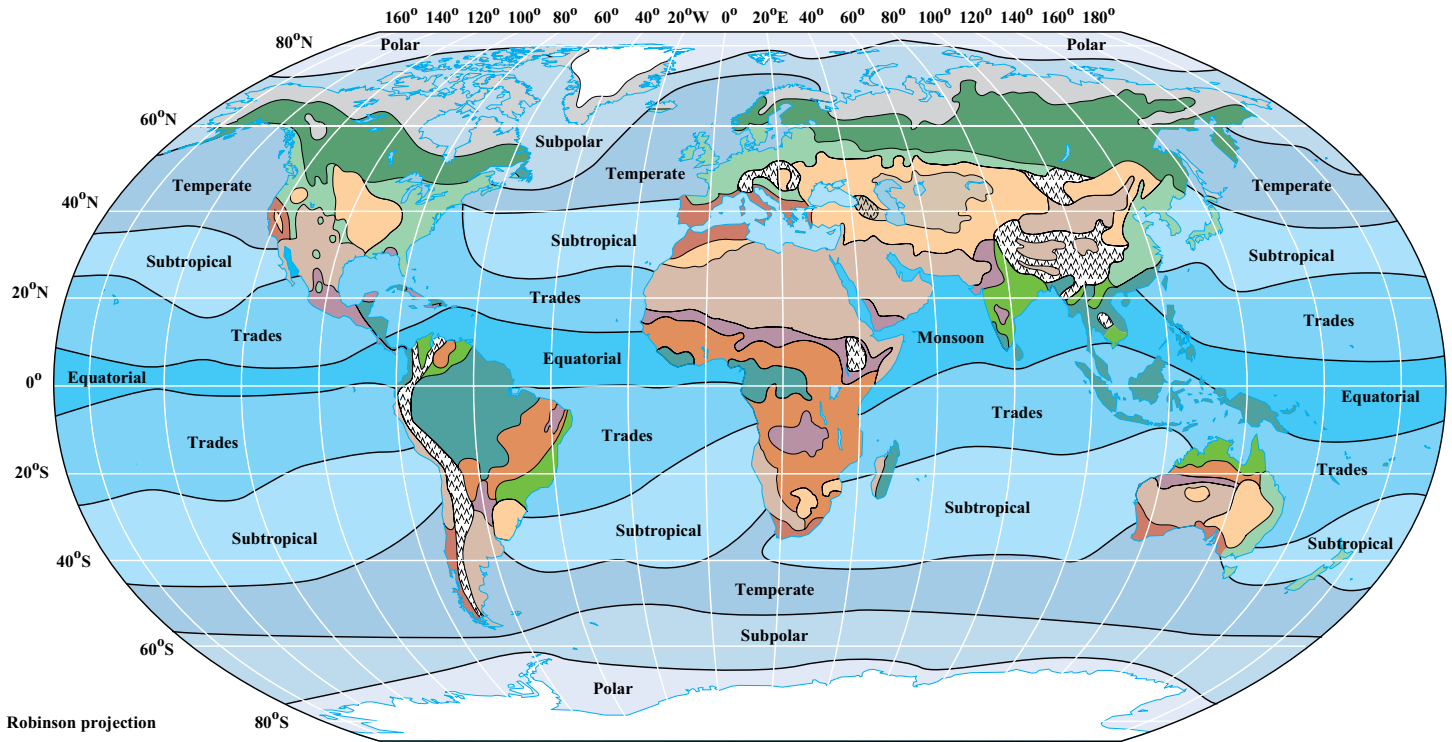 160° 140° 120° 100° 80° 60° 40° 20°W 0° 20°E 40° 60° 80° 100° 120° 140° 160° 180°
80°N Polar Polar
60°N
Subpolar
Temperate Temperate Temperate
40°N
Subtropical Subtropical Subtropical
20°N Trades
Trades Trades
Monsoon
Equatorial Equatorial
0° Equatorial
Trades Trades Trades
20°S Trades
Subtropical
Subtropical Subtropical Subtropical
40°S
Temperate
60°S Subpolar
Polar
Robinson projection 80°S